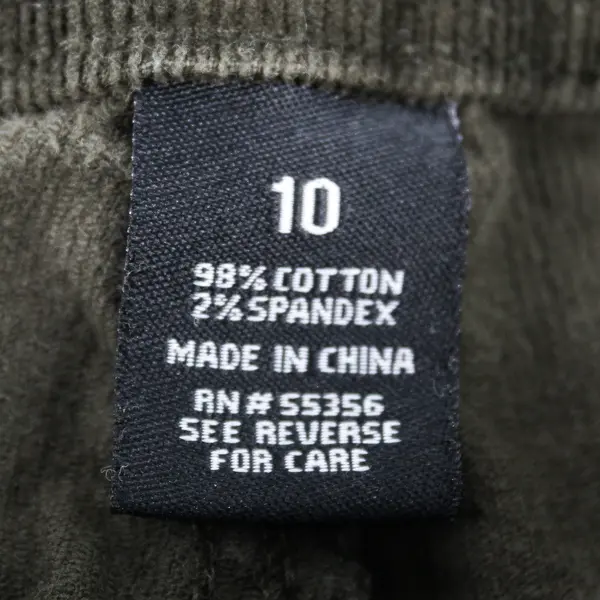 10
98% COTTON
2% SPANDEX
MADE IN CHINA
RN # 55356
SEE REVERSE
FOR CARE